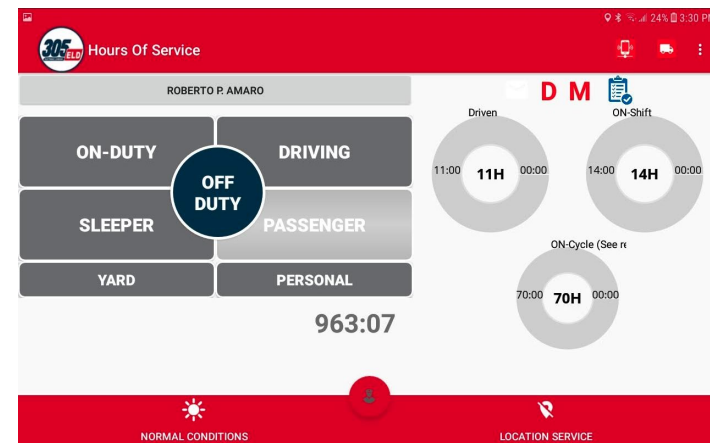 24% 3:30 PM
305 ELD
Hours Of Service
ROBERTO P. AMARO
D M
ON-DUTY
DRIVING
OFF
DUTY
SLEEPER
PASSENGER
YARD
PERSONAL
963:07
Driven
11:00 11H 00:00
ON-Shift
14:00 14H 00:00
ON-Cycle (See re
70:00 70H 00:00
NORMAL CONDITIONS
LOCATION SERVICE